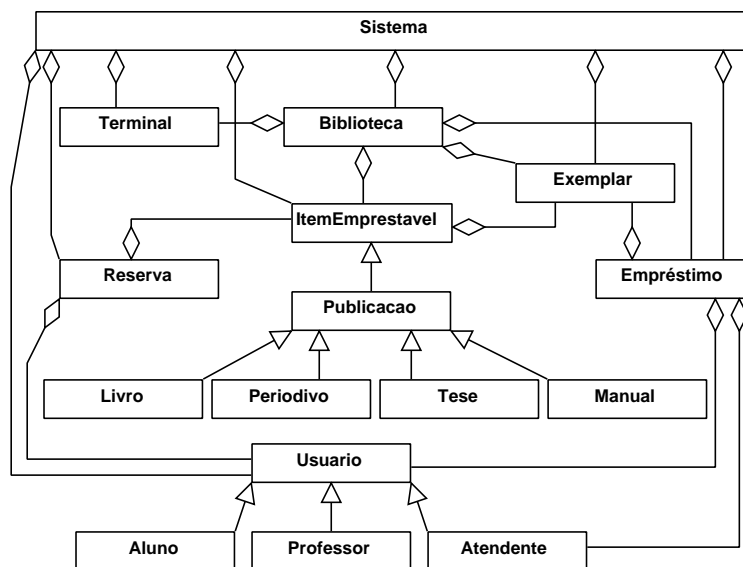 Sistema
Terminal
Biblioteca
Exemplar
ItemEmprestavel
Reserva
Empréstimo
Publicacao
Livro
Periodivo
Tese
Manual
Usuario
Aluno
Professor
Atendente